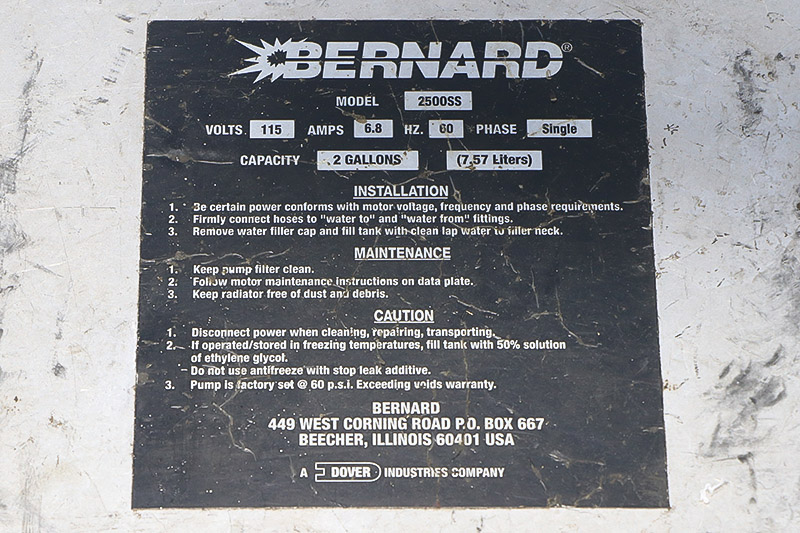 BERNARD®
MODEL 2500SS
VOLTS 115 AMPS 6.8 HZ. 60 PHASE Single
CAPACITY 2 GALLONS (7.57 Liters)
INSTALLATION
1. Be certain power conforms with motor voltage, frequency and phase requirements.
2. Firmly connect hoses to "water to" and "water from" fittings.
3. Remove water filler cap and fill tank with clean tap water to filler neck.
MAINTENANCE
1. Keep pump filter clean.
2. Follow motor maintenance instructions on data plate.
3. Keep radiator free of dust and debris.
CAUTION
1. Disconnect power when cleaning, repairing, transporting.
2. If operated/stored in freezing temperatures, fill tank with 50% solution
of ethylene glycol.
– Do not use antifreeze with stop leak additive.
3. Pump is factory set @ 60 p.s.i. Exceeding voids warranty.
BERNARD
449 WEST CORNING ROAD P.O. BOX 667
BEECHER, ILLINOIS 60401 USA
A DOVER INDUSTRIES COMPANY